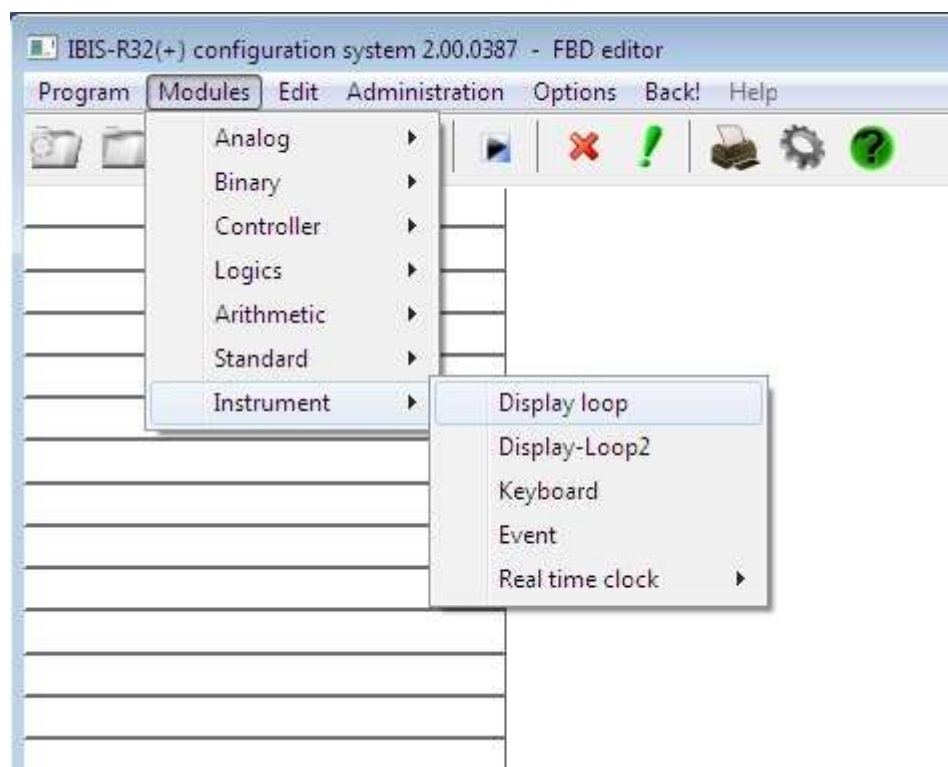 IBIS-R32(+) configuration system 2.00.0387 - FBD editor
Program Modules Edit Administration Options Back! Help
Analog
Binary
Controller
Logics
Arithmetic
Standard
Instrument
Display loop
Display-Loop2
Keyboard
Event
Real time clock